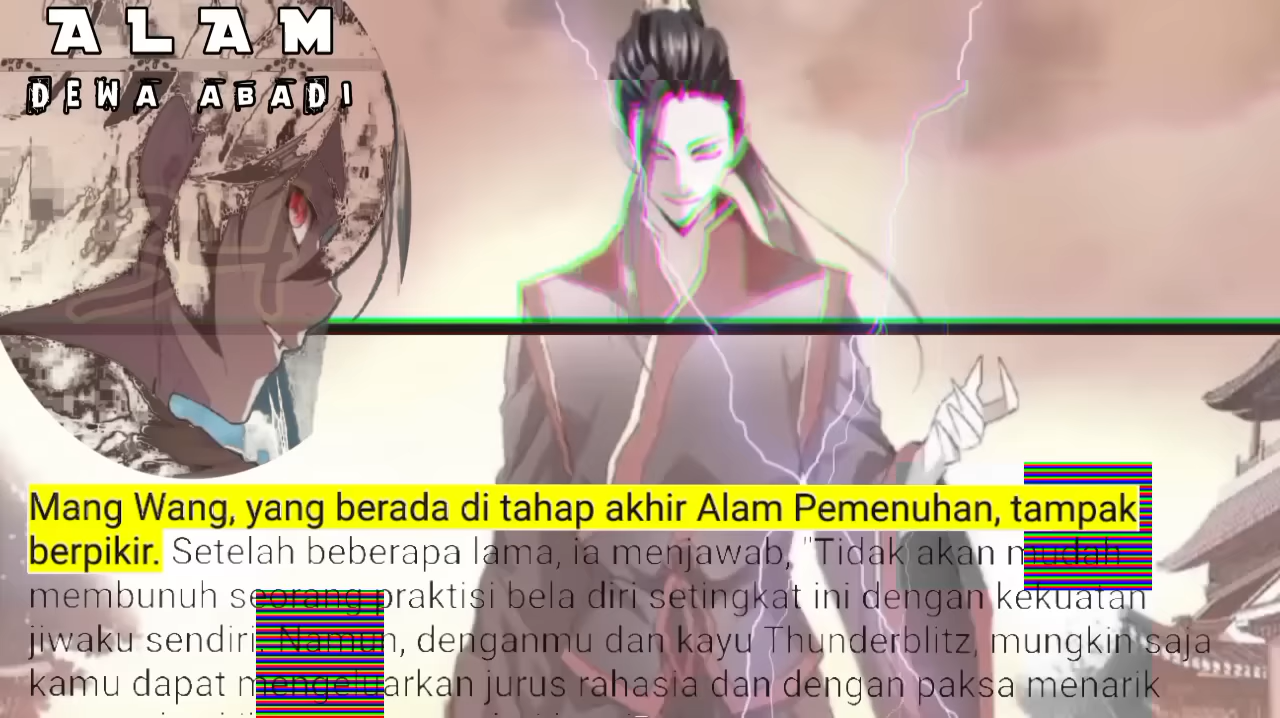 ALAM
DEWA ABADI
Mang Wang, yang berada di tahap akhir Alam Pemenuhan, tampak
berpikir. Setelah beberapa lama, ia menjawab, "Tidak akan mudah
membunuh seorang praktisi bela diri setingkat ini dengan kekuatan
jiwaku sendiri. Namun, denganmu dan kayu Thunderblitz, mungkin saja
kamu dapat mengeluarkan jurus rahasia dan dengan paksa menarik